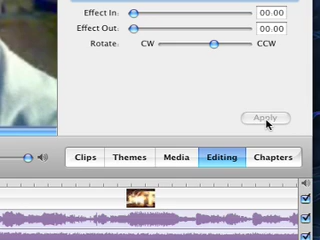 Effect In: 00.00
Effect Out: 00.00
Rotate: CW CCW
Apply
Clips Themes Media Editing Chapters